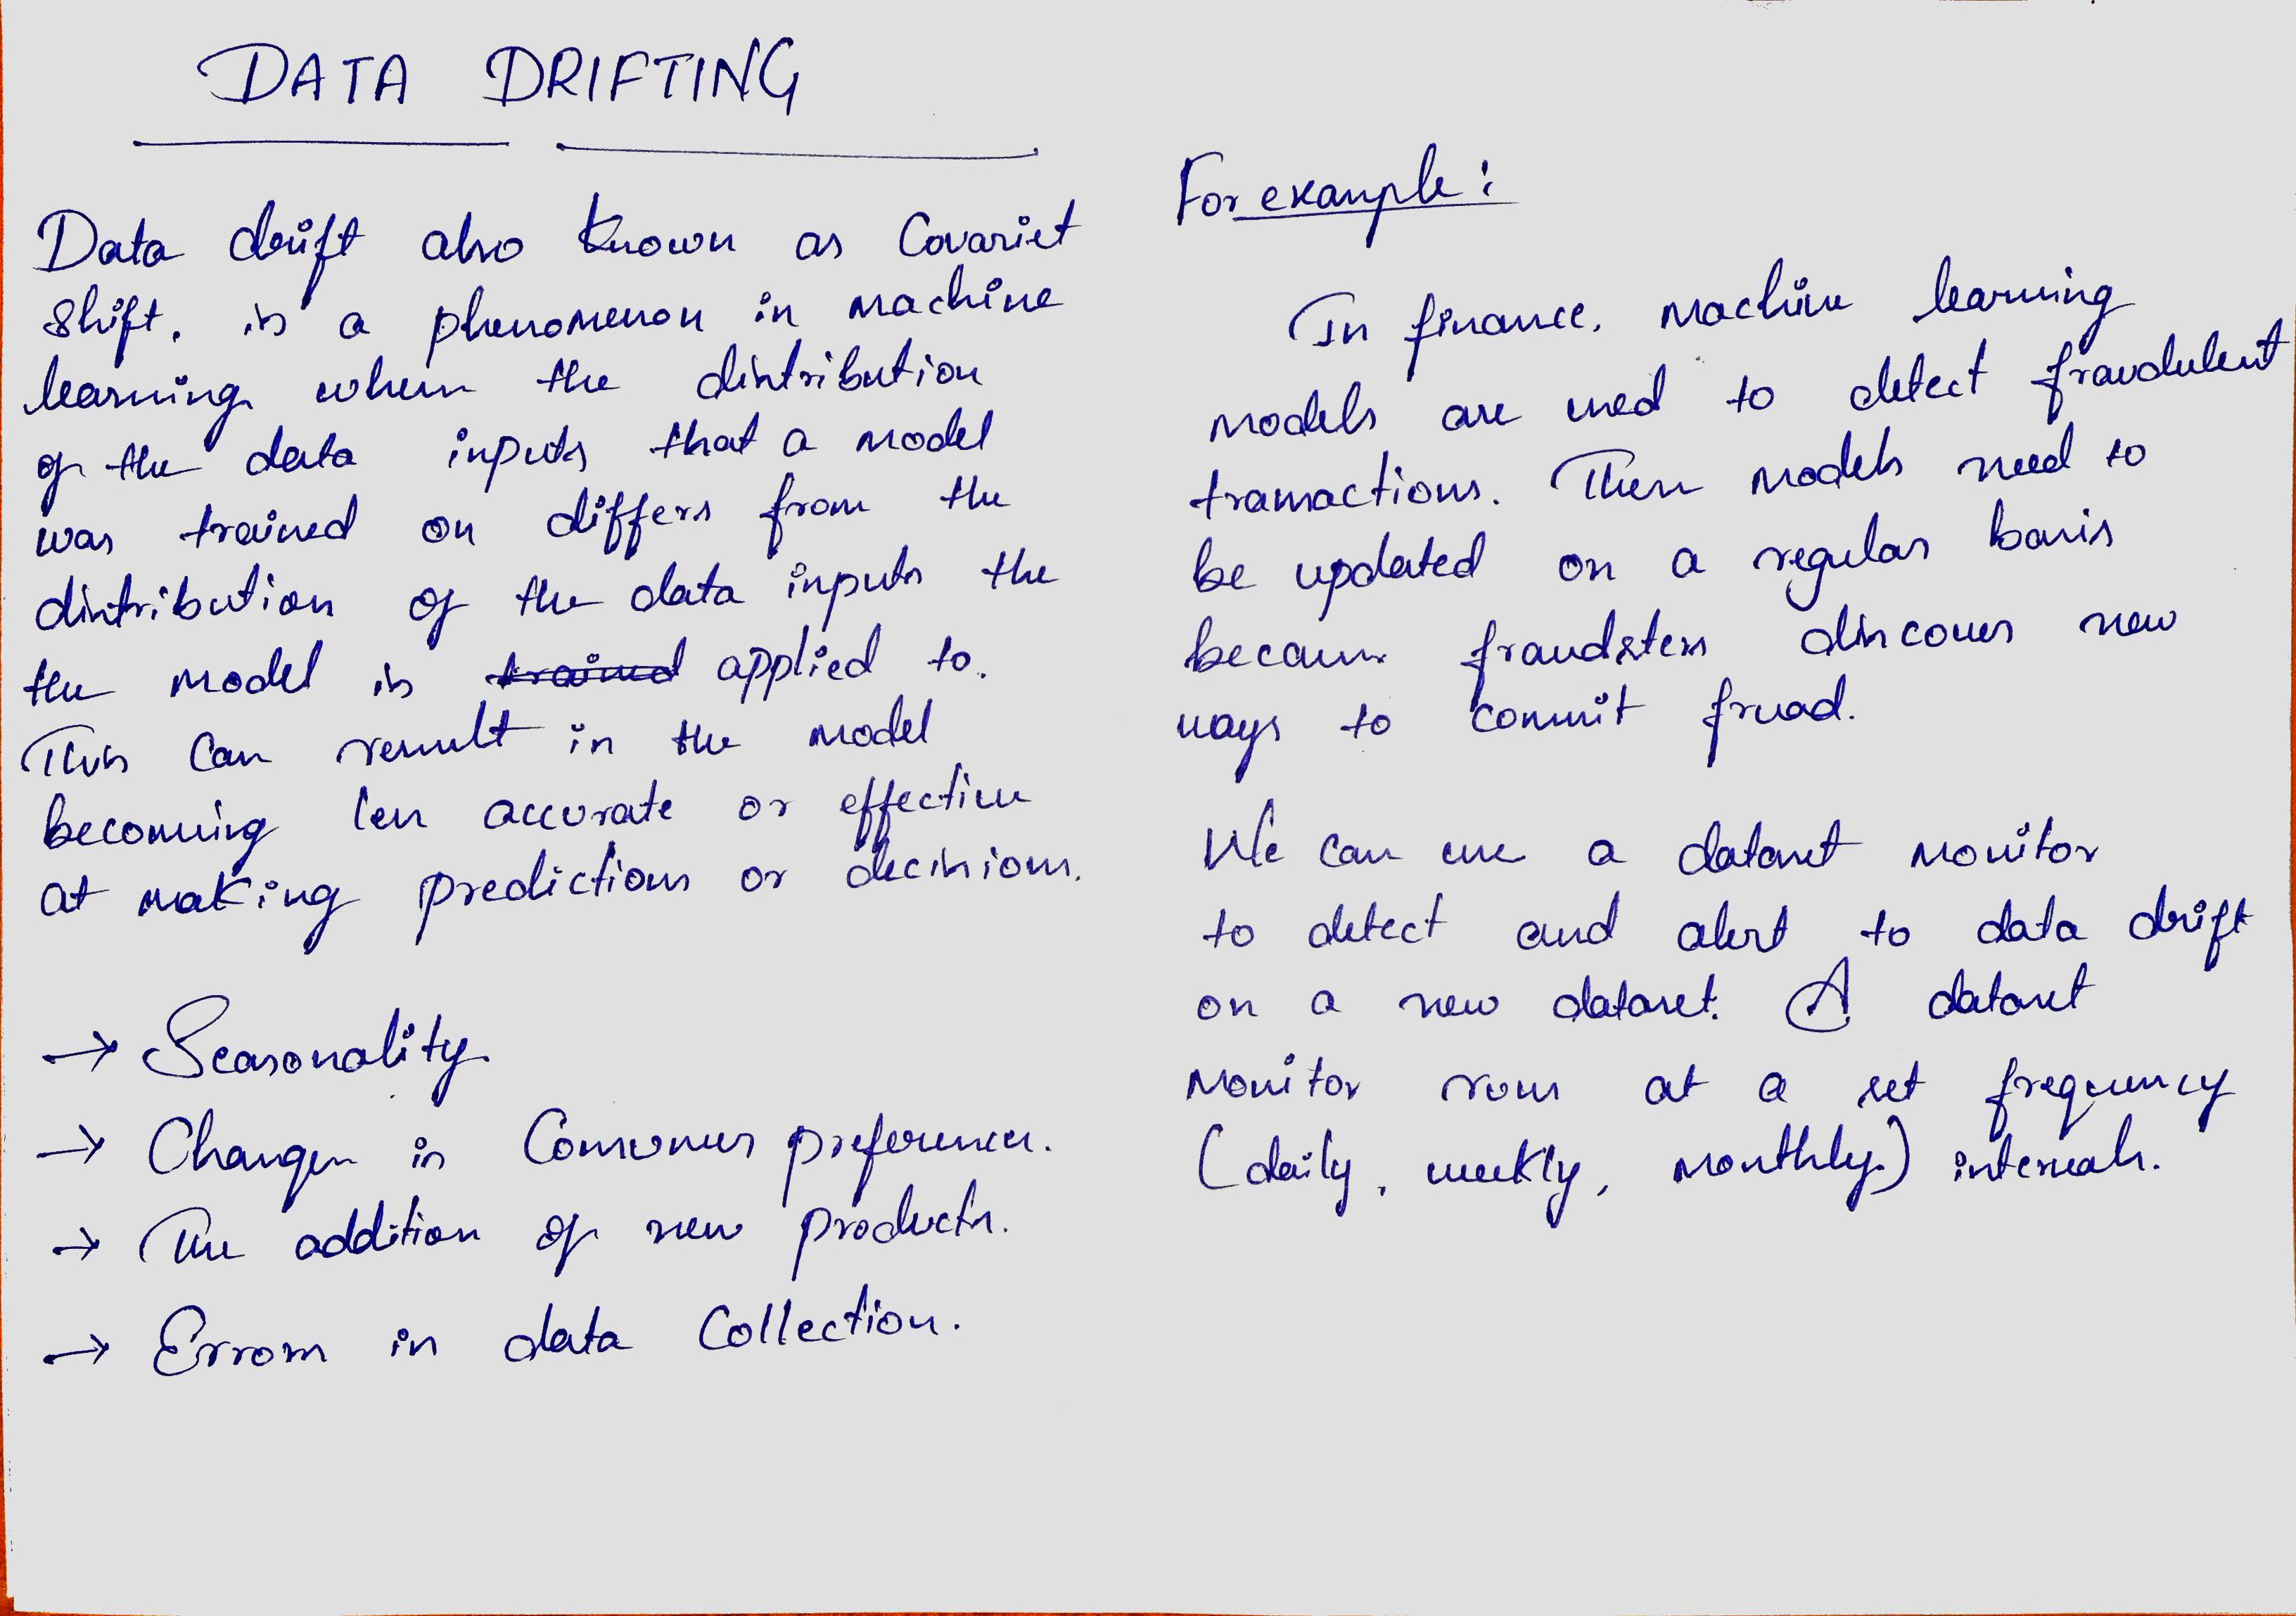 DATA DRIFTING
Data drift also known as Covariet
shift, is a phenomenon in machine
learning where the distribution
of the data inputs that a model
was trained on differs from the
distribution of the data inputs the
the model is trained applied to.
This can result in the model
becoming less accurate or effective
at making predictions or decisions.
→ Seasonality.
→ Changes in Consumer preferences.
→ The addition of new products.
→ Errors in data Collection.
For example:
In finance, machine learning
models are used to detect fraudulent
transactions. These models need to
be updated on a regular basis
because fraudsters discover new
ways to commit fruad.
We can use a dataset monitor
to detect and alert to data drift
on a new dataset. A dataset
monitor runs at a set frequency
(daily, weekly, monthly) intervals.